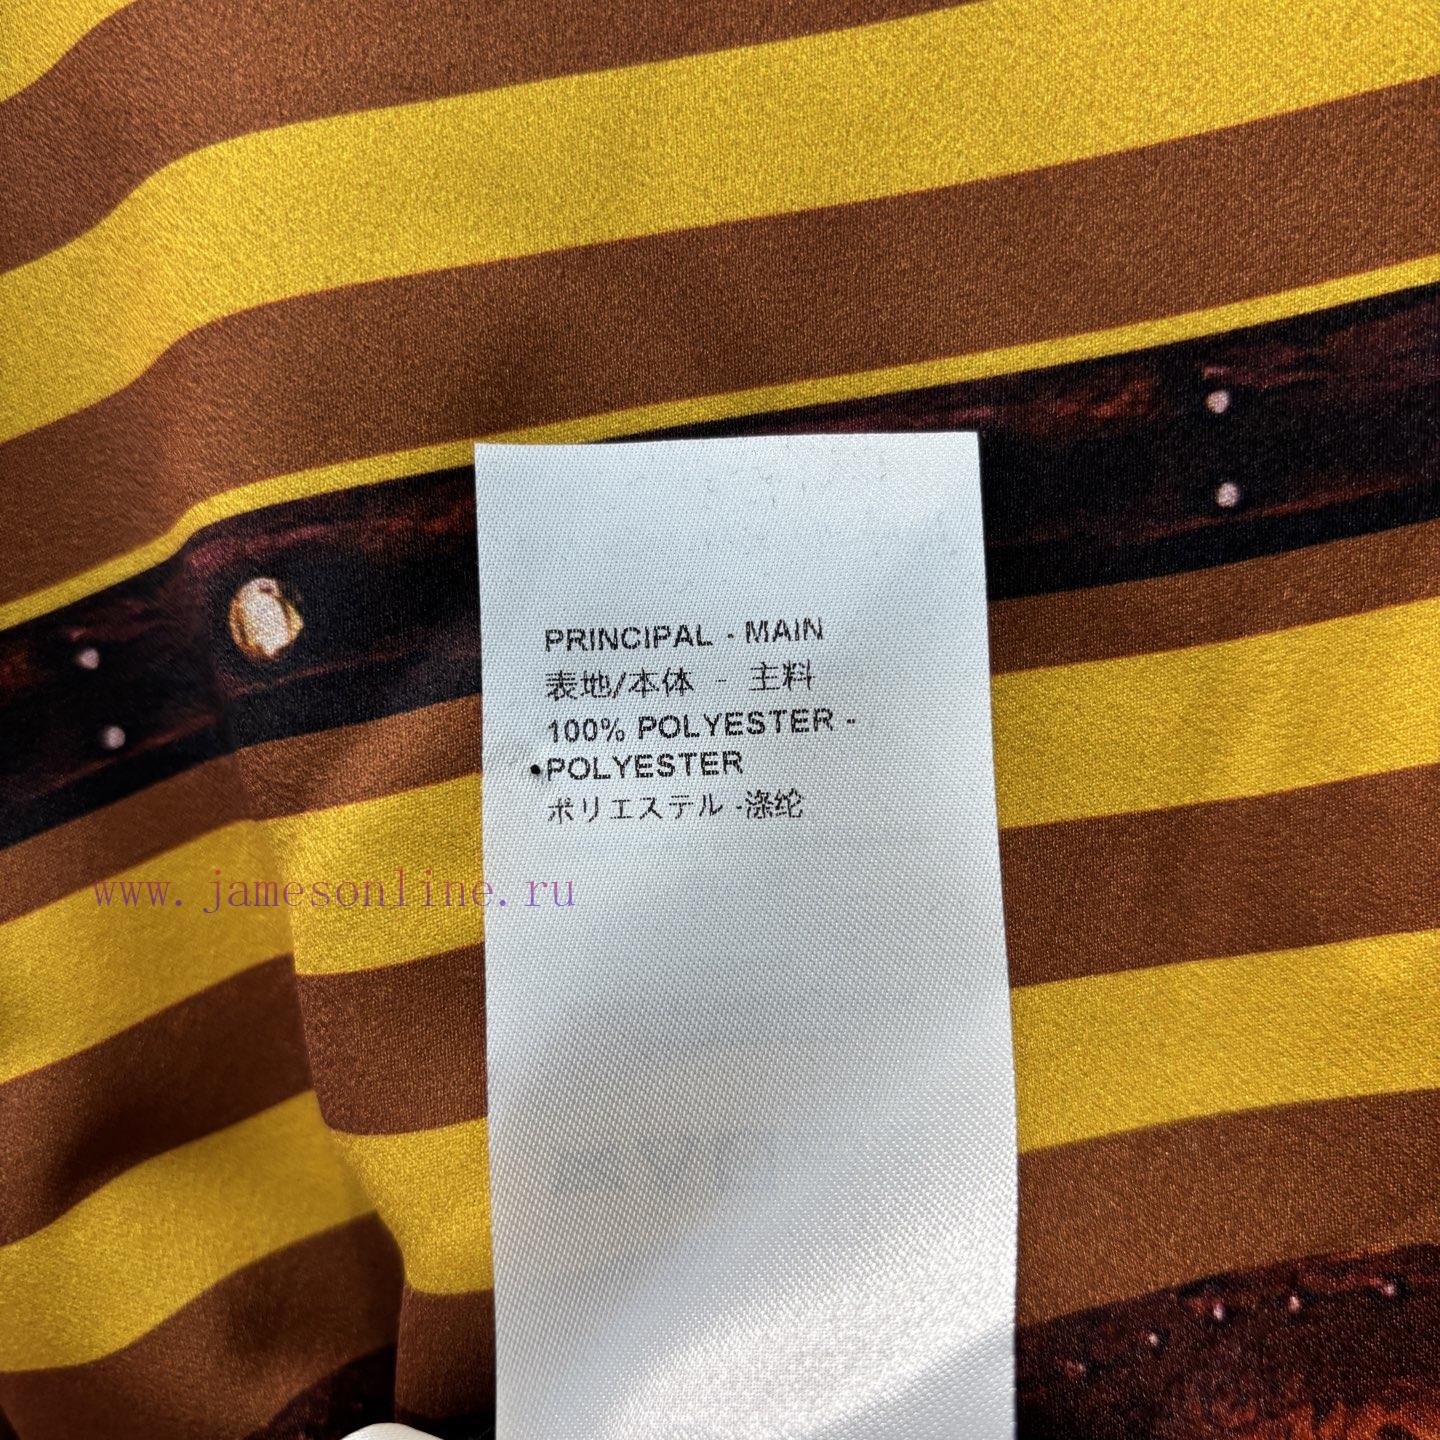 PRINCIPAL - MAIN
表地/本体 - 主料
100% POLYESTER -
POLYESTER
ポリエステル -涤纶
www.jamesonline.ru